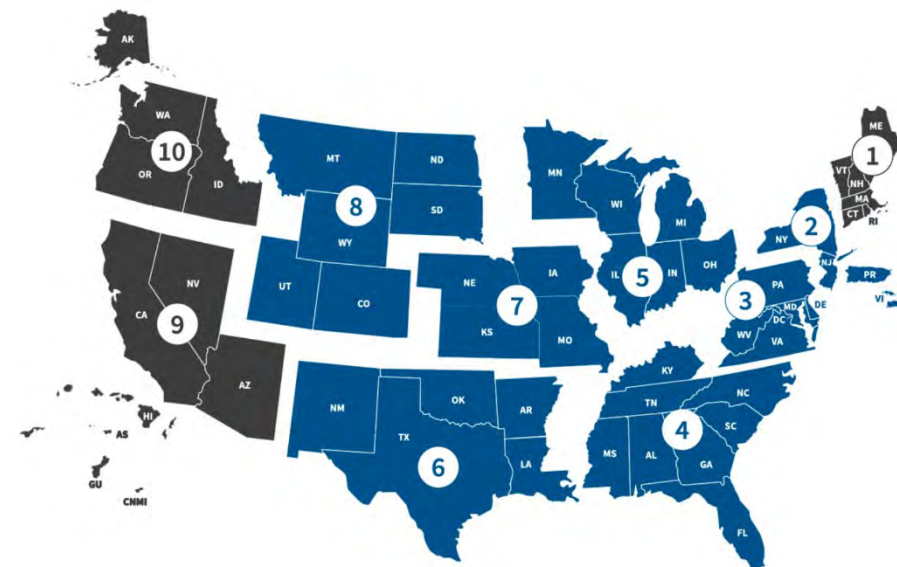 AK
WA
10
OR
ID
MT
ND
8
SD
WY
UT
CO
NV
CA
9
AZ
HI
AS
GU
CNMI
NE
IA
7
KS
MO
MN
WI
MI
IL
5
IN
OH
ME
1
VT
NH
MA
CT
RI
2
NY
NJ
PR
VI
PA
3
MD
DE
DC
WV
VA
NM
OK
TX
6
AR
LA
KY
TN
NC
4
SC
MS
AL
GA
FL